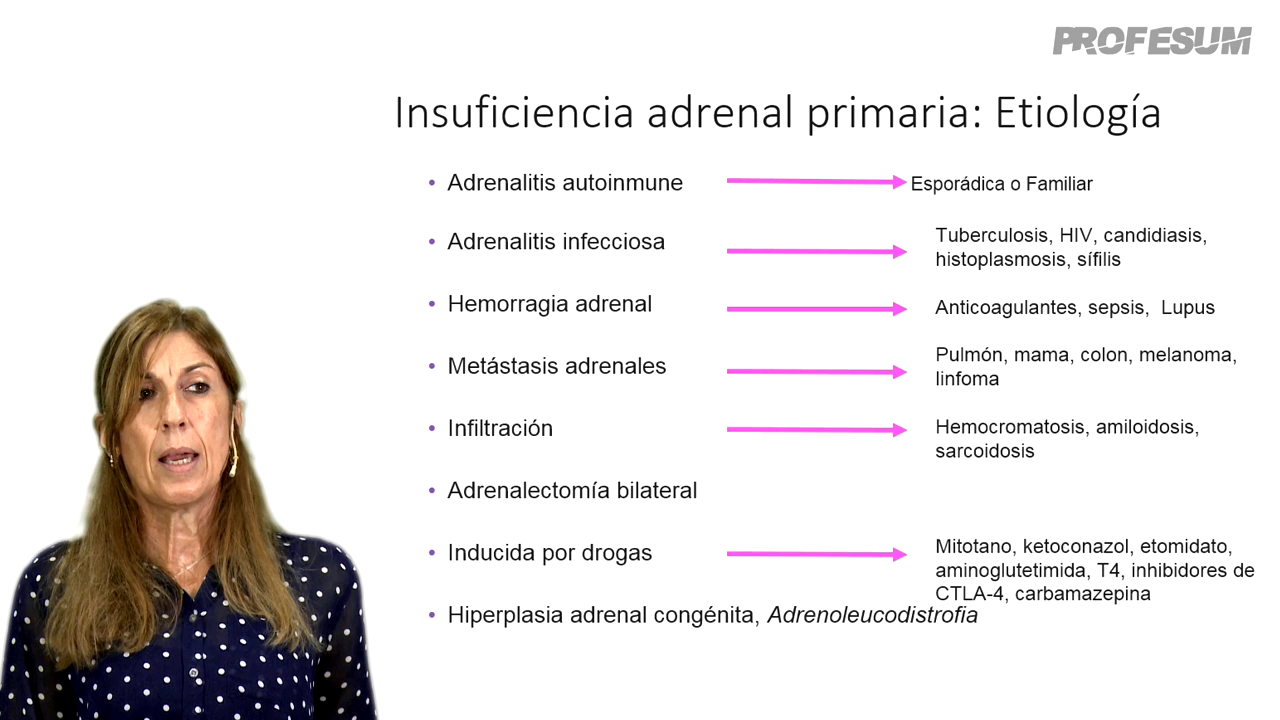 PROFESUM
Insuficiencia adrenal primaria: Etiología
• Adrenalitis autoinmune
Esporádica o Familiar
• Adrenalitis infecciosa
Tuberculosis, HIV, candidiasis,
histoplasmosis, sífilis
• Hemorragia adrenal
Anticoagulantes, sepsis, Lupus
• Metástasis adrenales
Pulmón, mama, colon, melanoma,
linfoma
• Infiltración
Hemocromatosis, amiloidosis,
sarcoidosis
• Adrenalectomía bilateral
• Inducida por drogas
Mitotano, ketoconazol, etomidato,
aminoglutetimida, T4, inhibidores de
CTLA-4, carbamazepina
• Hiperplasia adrenal congénita, Adrenoleucodistrofia